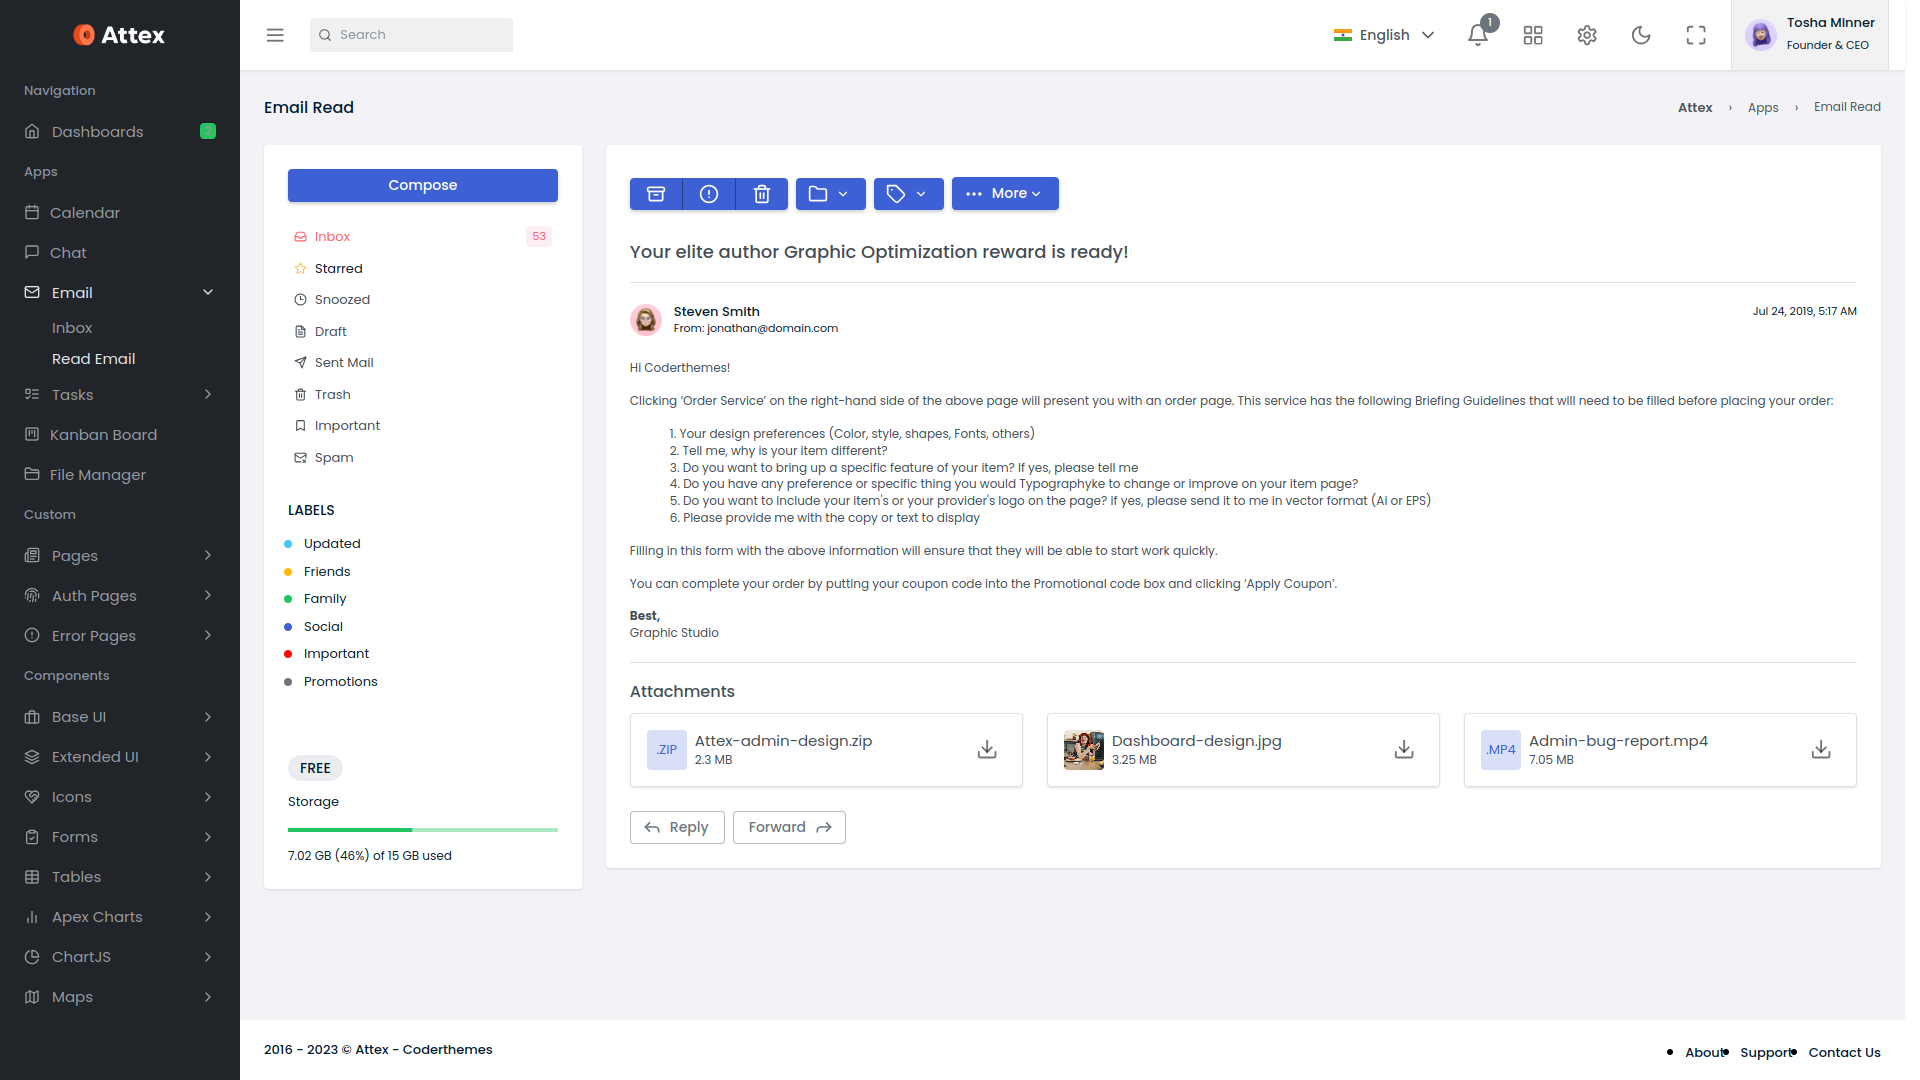 Attex
Navigation
Dashboards
2
Apps
Calendar
Chat
Email
Inbox
Read Email
Tasks
Kanban Board
File Manager
Custom
Pages
Auth Pages
Error Pages
Components
Base UI
Extended UI
Icons
Forms
Tables
Apex Charts
ChartJS
Maps
Search
English
1
Tosha Minner
Founder & CEO
Email Read
Attex › Apps › Email Read
Compose
Inbox 53
Starred
Snoozed
Draft
Sent Mail
Trash
Important
Spam
LABELS
Updated
Friends
Family
Social
Important
Promotions
FREE
Storage
7.02 GB (46%) of 15 GB used
More
Your elite author Graphic Optimization reward is ready!
Steven Smith
From: jonathan@domain.com
Jul 24, 2019, 5:17 AM
Hi Coderthemes!
Clicking ‘Order Service’ on the right-hand side of the above page will present you with an order page. This service has the following Briefing Guidelines that will need to be filled before placing your order:
1. Your design preferences (Color, style, shapes, Fonts, others)
2. Tell me, why is your item different?
3. Do you want to bring up a specific feature of your item? If yes, please tell me
4. Do you have any preference or specific thing you would Typographyke to change or improve on your item page?
5. Do you want to include your item's or your provider's logo on the page? if yes, please send it to me in vector format (Ai or EPS)
6. Please provide me with the copy or text to display
Filling in this form with the above information will ensure that they will be able to start work quickly.
You can complete your order by putting your coupon code into the Promotional code box and clicking ‘Apply Coupon’.
Best,
Graphic Studio
Attachments
.ZIP
Attex-admin-design.zip
2.3 MB
Dashboard-design.jpg
3.25 MB
.MP4
Admin-bug-report.mp4
7.05 MB
Reply
Forward
2016 - 2023 © Attex - Coderthemes
About
Support
Contact Us